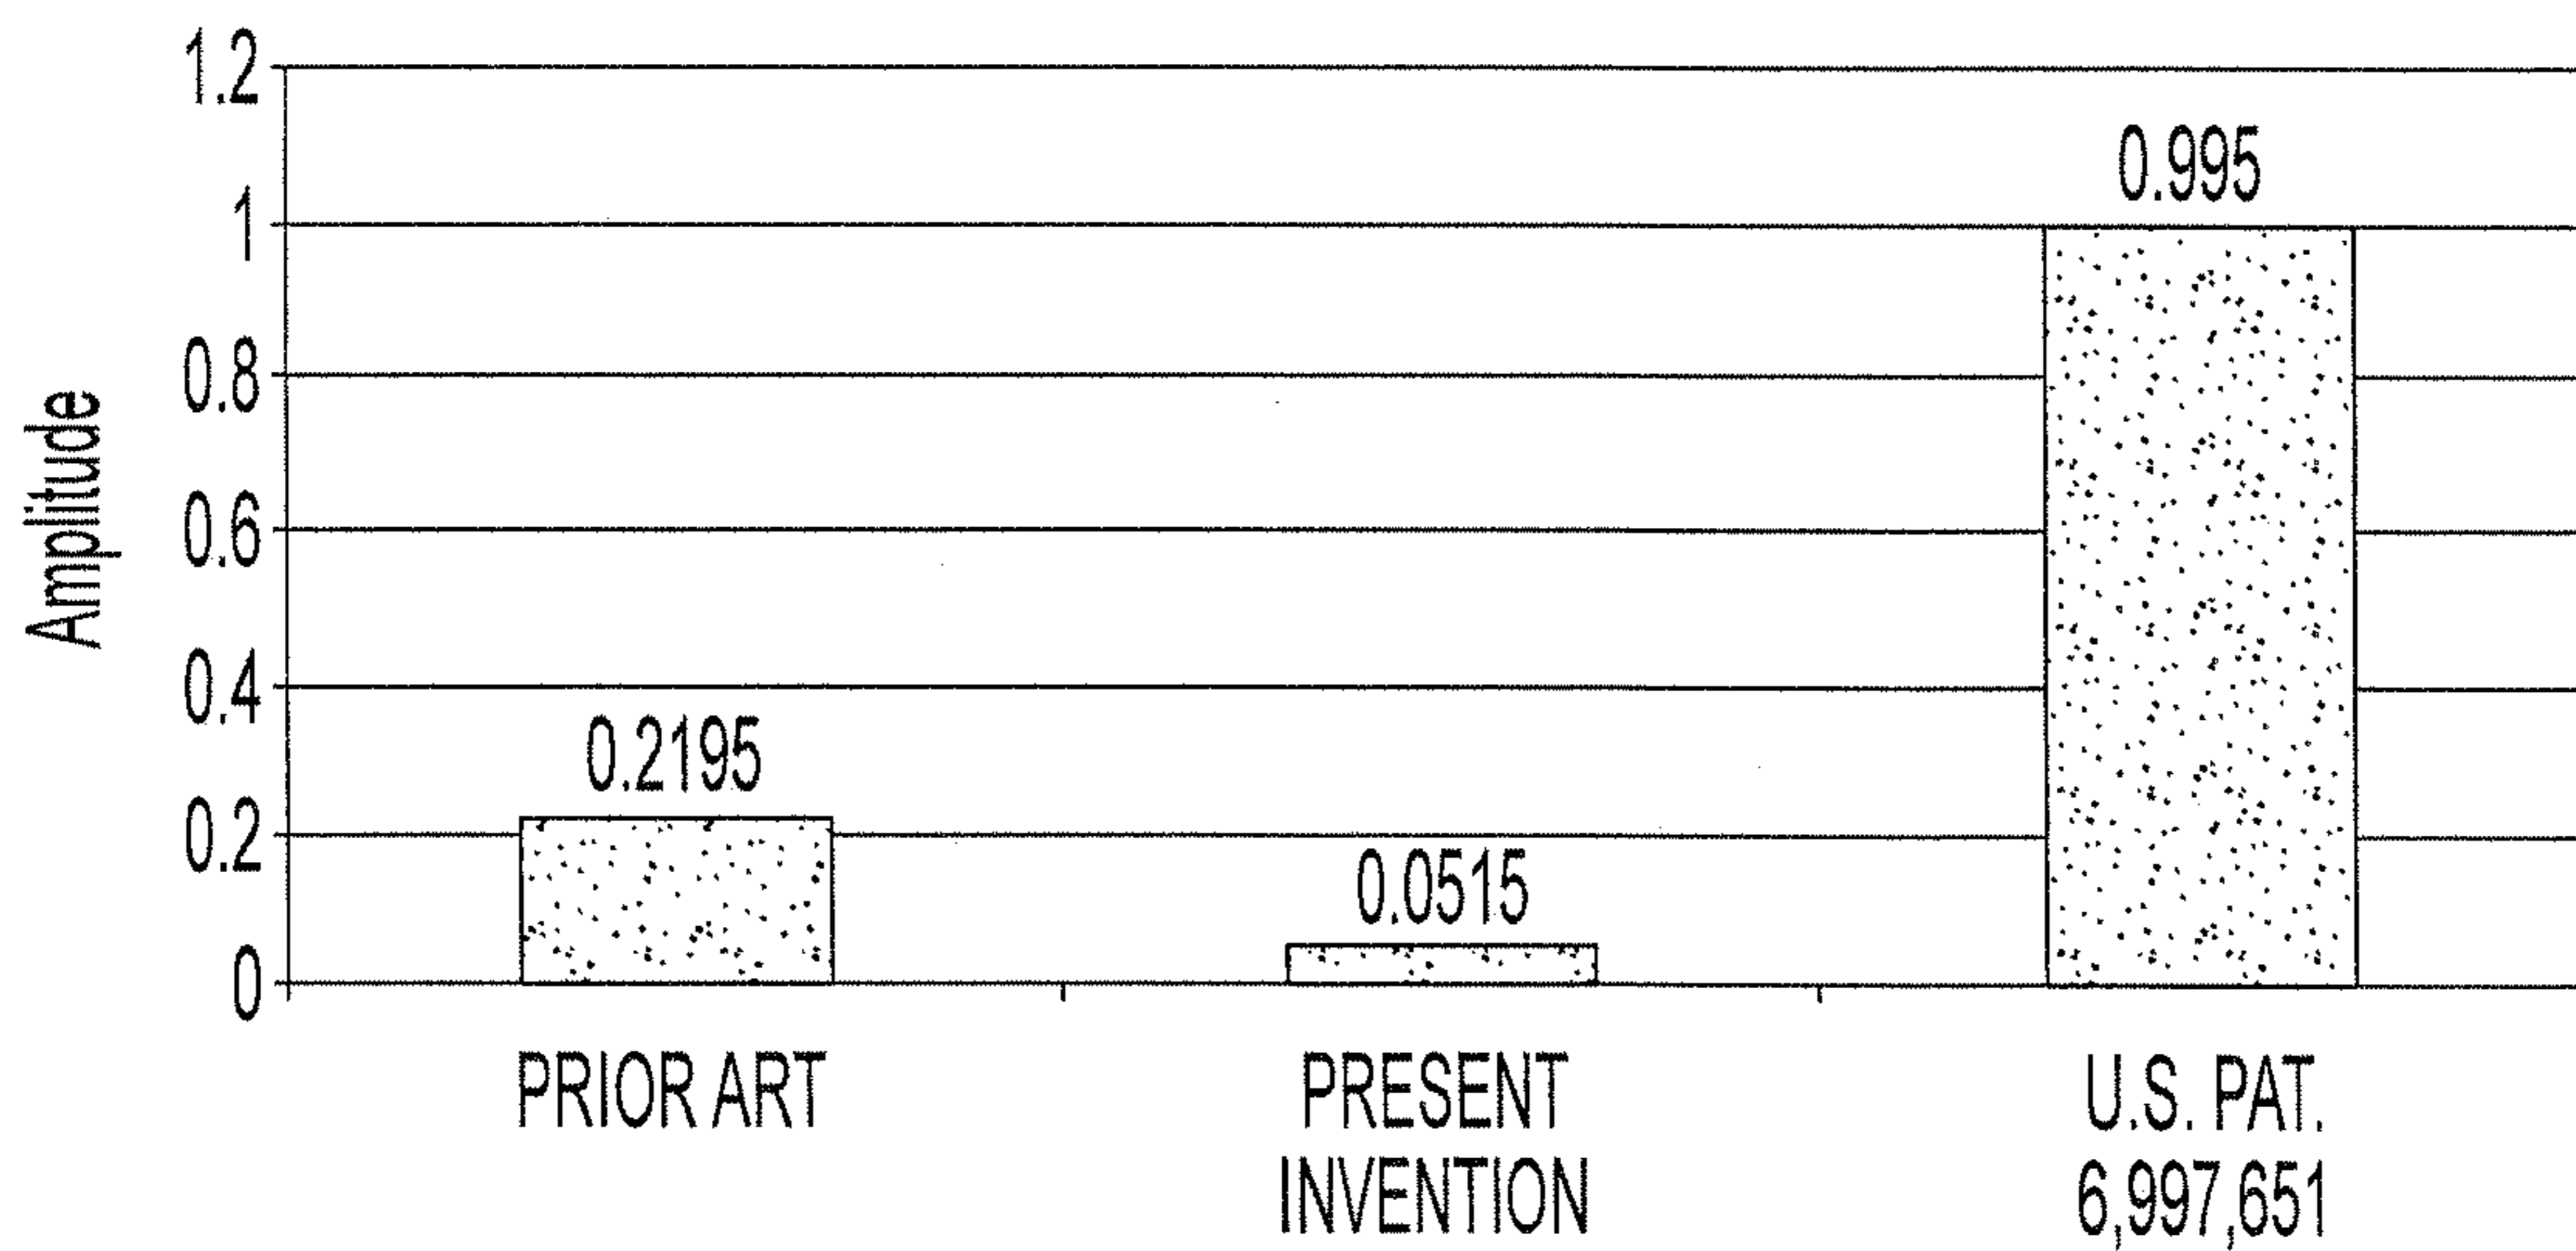 Amplitude
1.2
1
0.8
0.6
0.4
0.2
0
0.2195
0.0515
0.995
PRIOR ART
PRESENT
INVENTION
U.S. PAT.
6,997,651